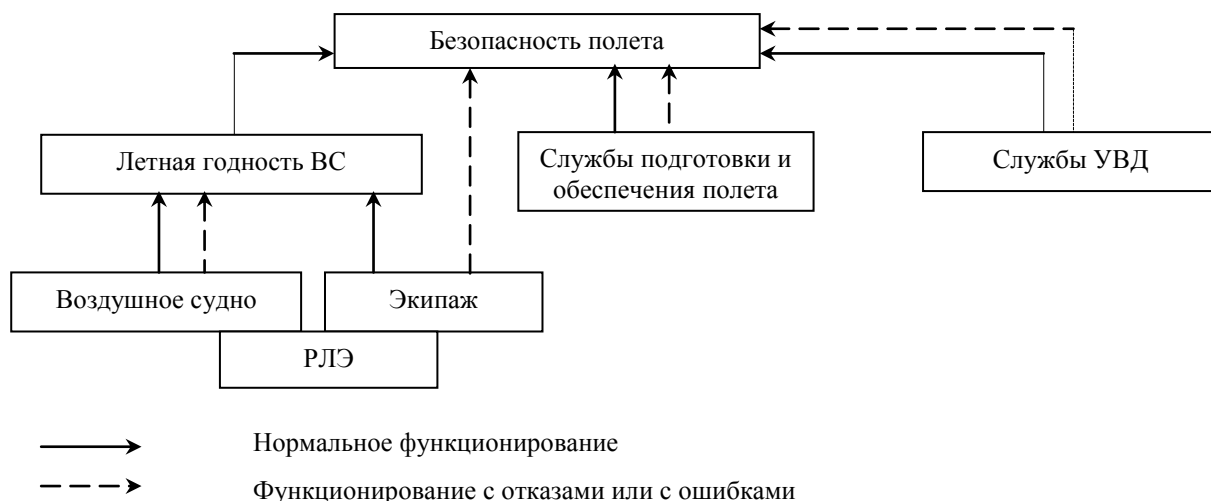 Безопасность полета
Летная годность ВС
Службы подготовки и
обеспечения полета
Службы УВД
Воздушное судно
Экипаж
РЛЭ
Нормальное функционирование
Функционирование с отказами или с ошибками